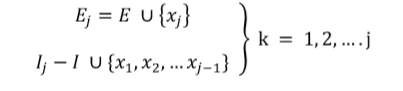 E_j = E ∪ {x_j}
I_j − I ∪ {x_1, x_2, … x_{j−1}} } k = 1, 2, … . j